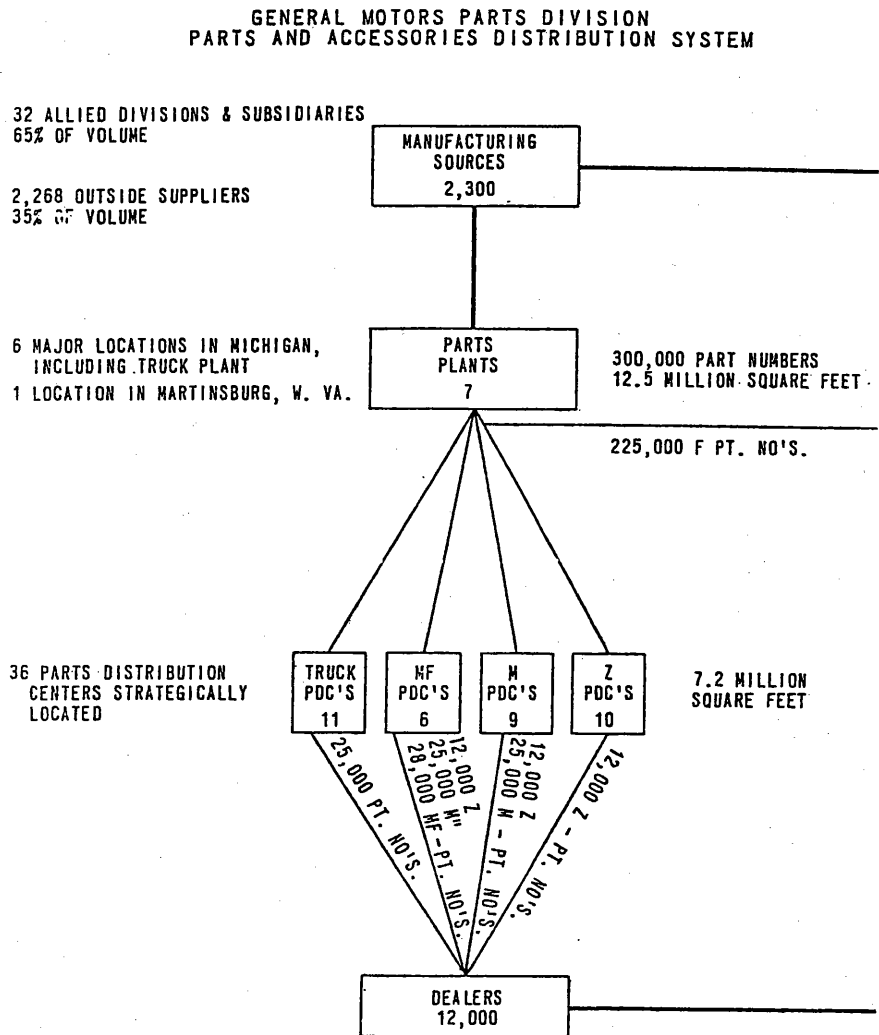 GENERAL MOTORS PARTS DIVISION
PARTS AND ACCESSORIES DISTRIBUTION SYSTEM
32 ALLIED DIVISIONS & SUBSIDIARIES
65% OF VOLUME
MANUFACTURING
SOURCES
2,300
2,268 OUTSIDE SUPPLIERS
35% OF VOLUME
6 MAJOR LOCATIONS IN MICHIGAN,
INCLUDING TRUCK PLANT
1 LOCATION IN MARTINSBURG, W. VA.
PARTS
PLANTS
7
300,000 PART NUMBERS
12.5 MILLION SQUARE FEET
225,000 F PT. NO'S.
36 PARTS DISTRIBUTION
CENTERS STRATEGICALLY
LOCATED
TRUCK
PDC'S
11
MF
PDC'S
6
M
PDC'S
9
Z
PDC'S
10
7.2 MILLION
SQUARE FEET
25,000 PT. NO'S.
12,000 Z
25,000 M"
28,000 MF-PT. NO'S.
12,000 Z
25,000 M - PT. NO'S.
12,000 Z - PT. NO'S.
DEALERS
12,000